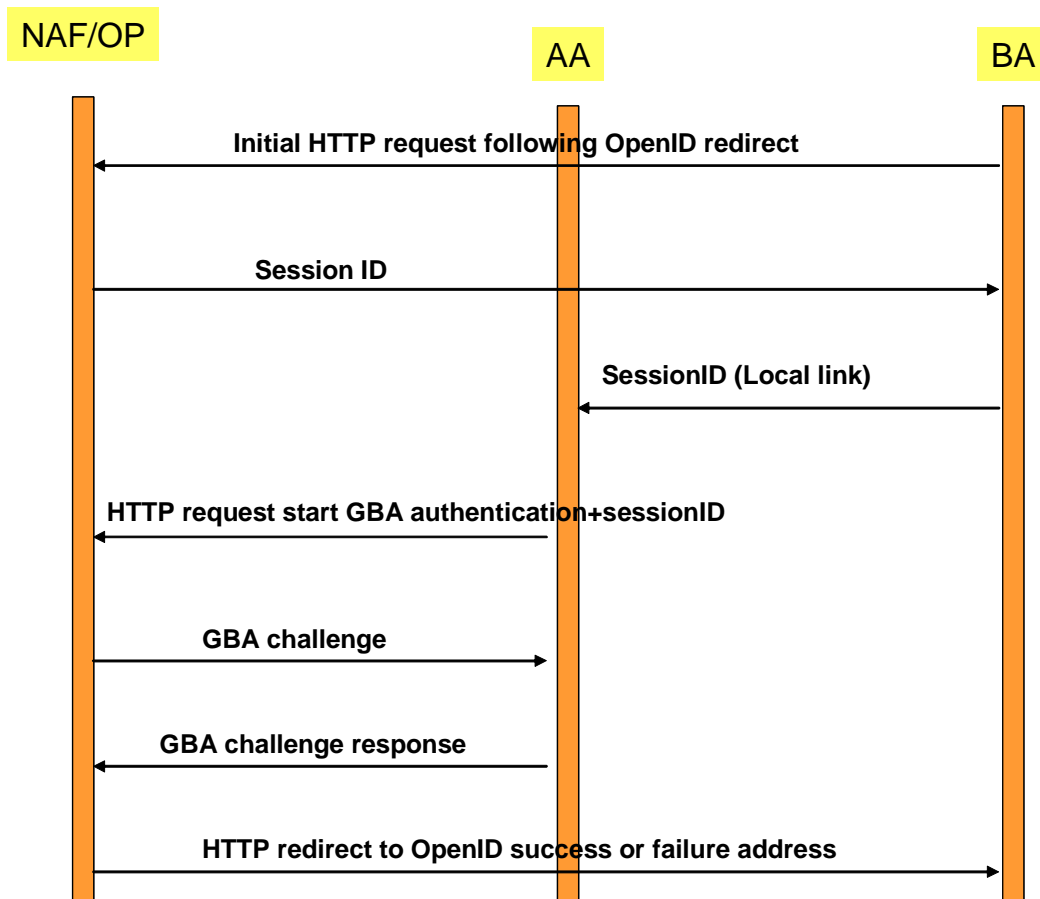 NAF/OP
AA
BA
Initial HTTP request following OpenID redirect
Session ID
SessionID (Local link)
HTTP request start GBA authentication+sessionID
GBA challenge
GBA challenge response
HTTP redirect to OpenID success or failure address